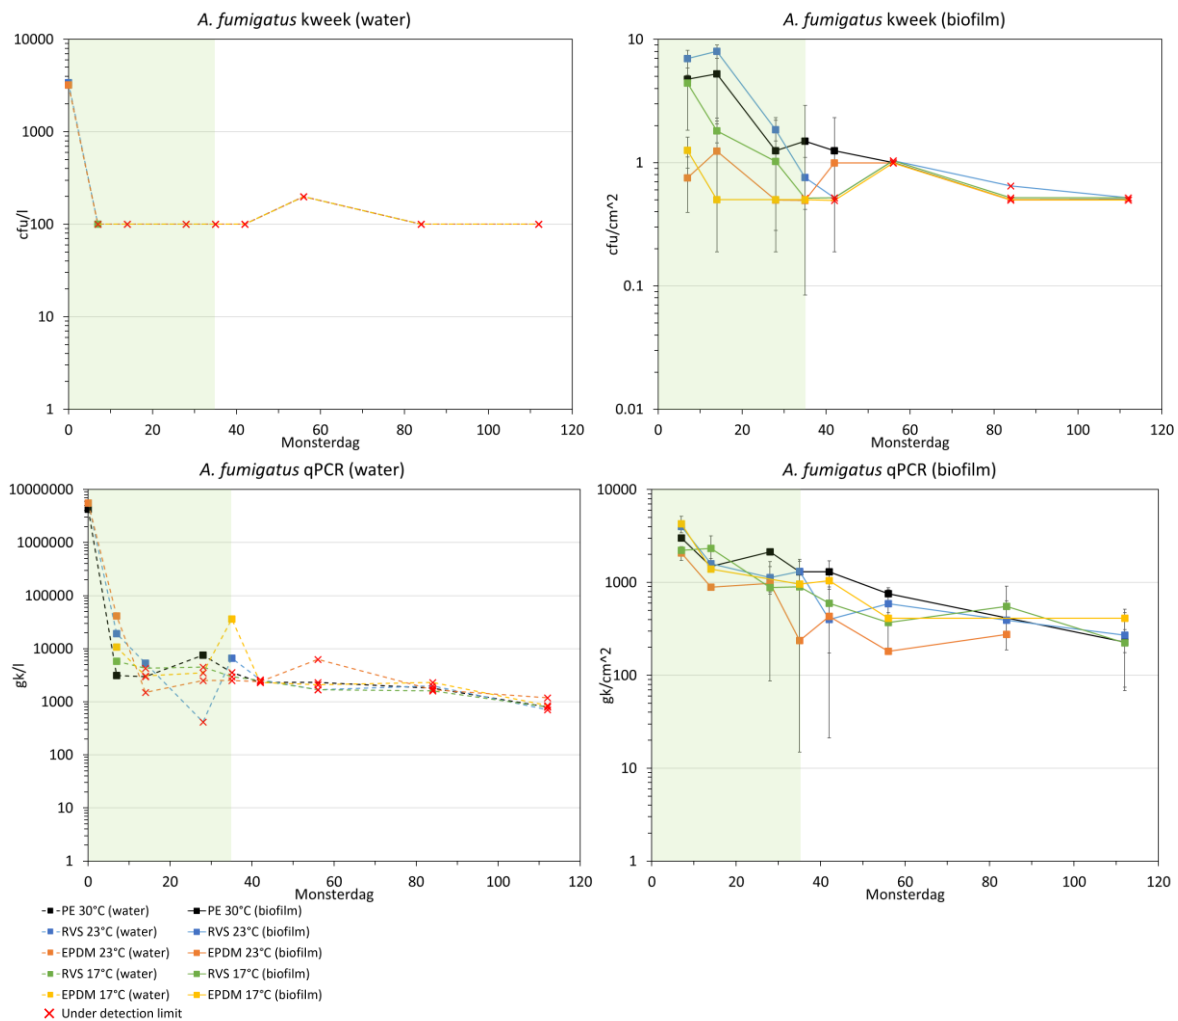 A. fumigatus kweek (water)
10000
1000
100
10
1
cfu/l
0 20 40 60 80 100 120
Monsterdag
A. fumigatus kweek (biofilm)
10
1
0.1
0.01
cfu/cm^2
0 20 40 60 80 100 120
Monsterdag
A. fumigatus qPCR (water)
10000000
1000000
100000
10000
1000
100
10
1
gk/l
0 20 40 60 80 100 120
Monsterdag
A. fumigatus qPCR (biofilm)
10000
1000
100
10
1
gk/cm^2
0 20 40 60 80 100 120
Monsterdag
PE 30°C (water) PE 30°C (biofilm)
RVS 23°C (water) RVS 23°C (biofilm)
EPDM 23°C (water) EPDM 23°C (biofilm)
RVS 17°C (water) RVS 17°C (biofilm)
EPDM 17°C (water) EPDM 17°C (biofilm)
Under detection limit